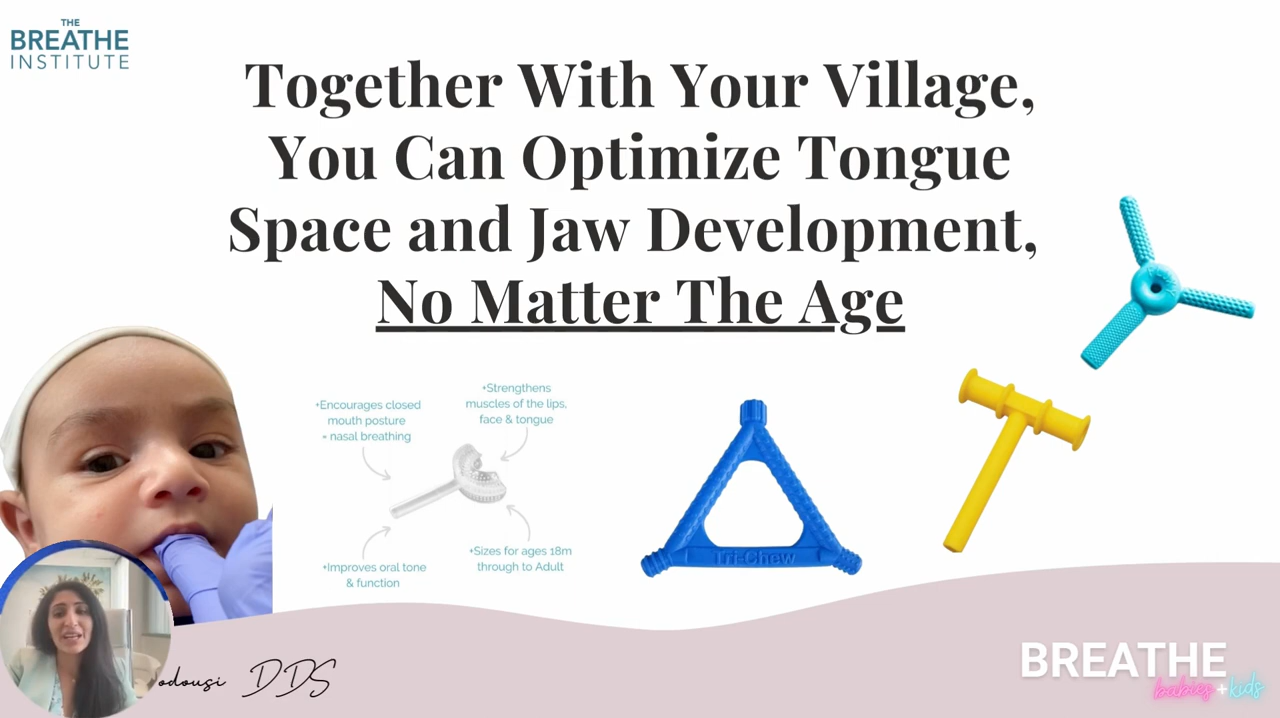 THE
BREATHE
INSTITUTE
Together With Your Village,
You Can Optimize Tongue
Space and Jaw Development,
No Matter The Age
+Encourages closed
mouth posture
= nasal breathing
+Strengthens
muscles of the lips,
face & tongue
+Improves oral tone
& function
+Sizes for ages 18m
through to Adult
Tri-Chew
odousi DDS
BREATHE
babies + kids